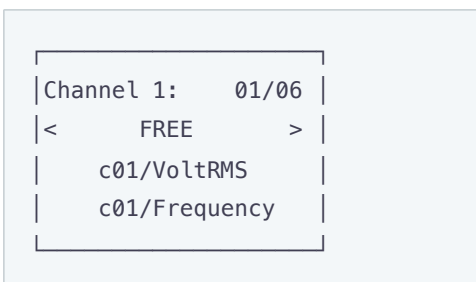 Channel 1: 01/06
< FREE >
c01/VoltRMS
c01/Frequency